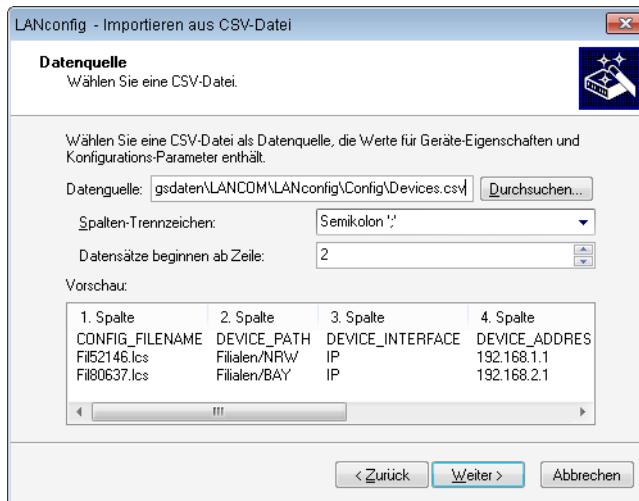 LANconfig - Importieren aus CSV-Datei
Datenquelle
Wählen Sie eine CSV-Datei.
Wählen Sie eine CSV-Datei als Datenquelle, die Werte für Geräte-Eigenschaften und
Konfigurations-Parameter enthält.
Datenquelle: gsdaten\LANCOM\LANconfig\Config\Devices.csv Durchsuchen...
Spalten-Trennzeichen: Semikolon ';'
Datensätze beginnen ab Zeile: 2
Vorschau:
1. Spalte 2. Spalte 3. Spalte 4. Spalte
CONFIG_FILENAME DEVICE_PATH DEVICE_INTERFACE DEVICE_ADDRES
Fil52146.lcs Filialen/NRW IP 192.168.1.1
Fil80637.lcs Filialen/BAY IP 192.168.2.1
< Zurück Weiter > Abbrechen